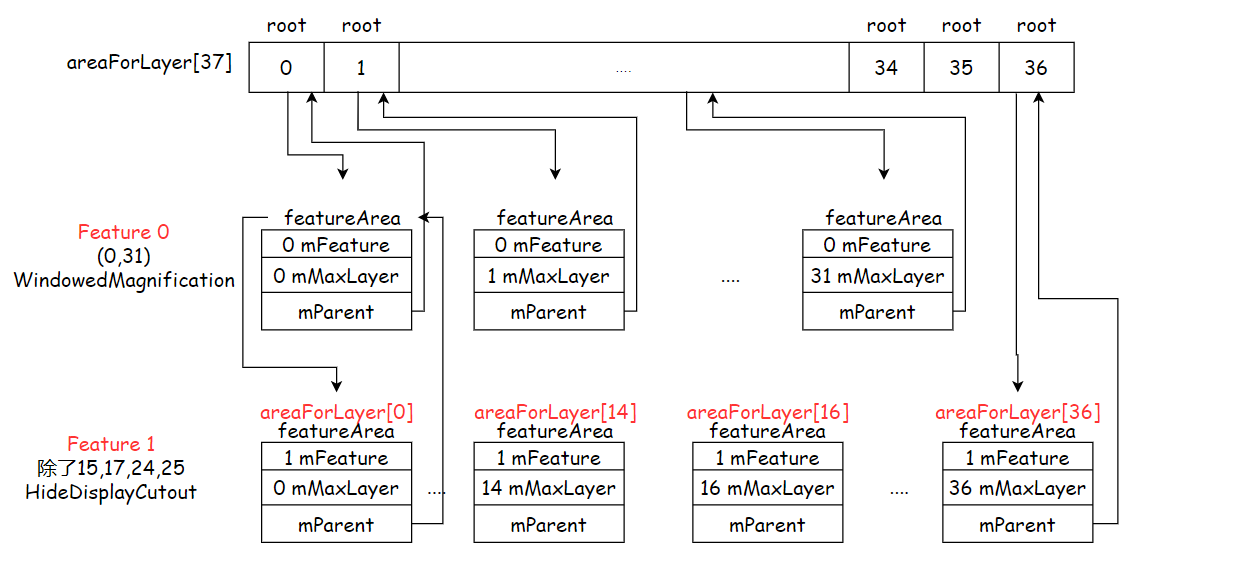 root
root
root
root
root
areaForLayer[37]
0
1
....
34
35
36
Feature 0
(0,31)
WindowedMagnification
featureArea
0 mFeature
0 mMaxLayer
mParent
featureArea
0 mFeature
1 mMaxLayer
mParent
....
featureArea
0 mFeature
31 mMaxLayer
mParent
Feature 1
除了15,17,24,25
HideDisplayCutout
areaForLayer[0]
featureArea
1 mFeature
0 mMaxLayer
mParent
....
areaForLayer[14]
featureArea
1 mFeature
14 mMaxLayer
mParent
areaForLayer[16]
featureArea
1 mFeature
16 mMaxLayer
mParent
....
areaForLayer[36]
featureArea
1 mFeature
36 mMaxLayer
mParent